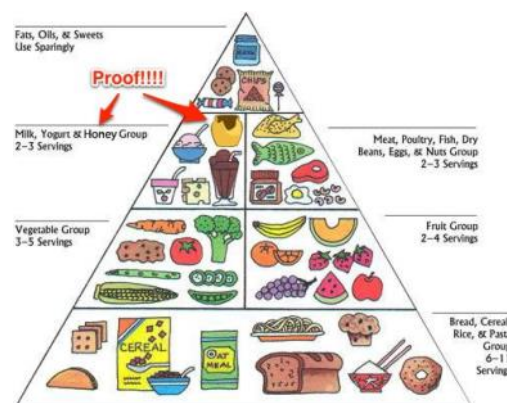 Fats, Oils, & Sweets
Use Sparingly
Proof!!!!
CHIPS
Milk, Yogurt & Honey Group
2–3 Servings
Meat, Poultry, Fish, Dry
Beans, Eggs, & Nuts Group
2–3 Servings
Vegetable Group
3–5 Servings
Fruit Group
2–4 Servings
CEREAL
OAT
MEAL
Bread, Cereal
Rice, & Past
Group
6–1
Serving